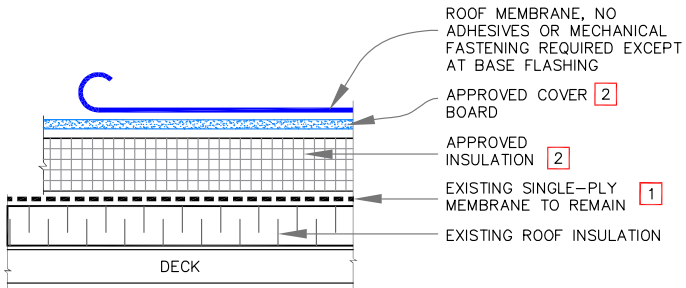 ROOF MEMBRANE, NO
ADHESIVES OR MECHANICAL
FASTENING REQUIRED EXCEPT
AT BASE FLASHING
APPROVED COVER 2
BOARD
APPROVED
INSULATION 2
EXISTING SINGLE-PLY
MEMBRANE TO REMAIN 1
EXISTING ROOF INSULATION
DECK